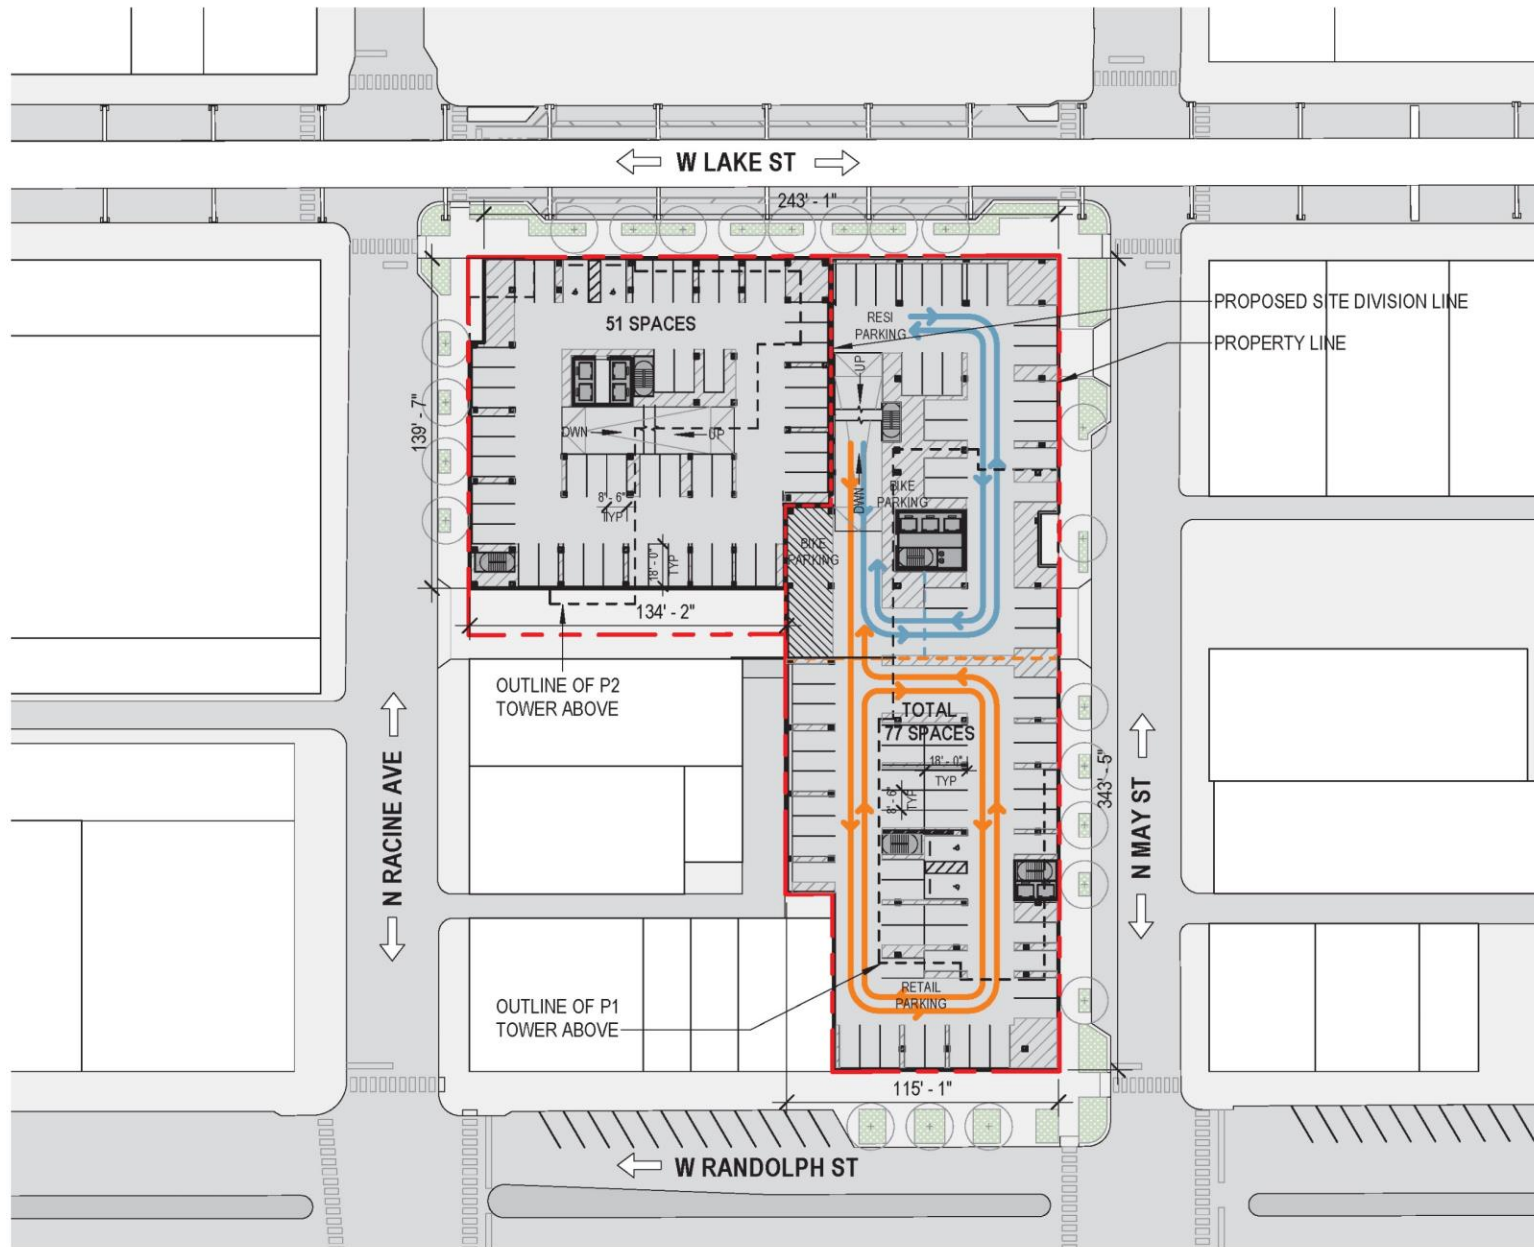 W LAKE ST
243' - 1"
PROPOSED SITE DIVISION LINE
PROPERTY LINE
51 SPACES
RESI
PARKING
UP
139' - 7"
DWN
UP
8' - 6"
TYP
18' - 0"
TYP
BIKE
PARKING
DWN
BIKE
PARKING
134' - 2"
OUTLINE OF P2
TOWER ABOVE
TOTAL
77 SPACES
18' - 0"
TYP
8' - 6"
TYP
343' - 5"
N RACINE AVE
N MAY ST
RETAIL
PARKING
OUTLINE OF P1
TOWER ABOVE
115' - 1"
W RANDOLPH ST